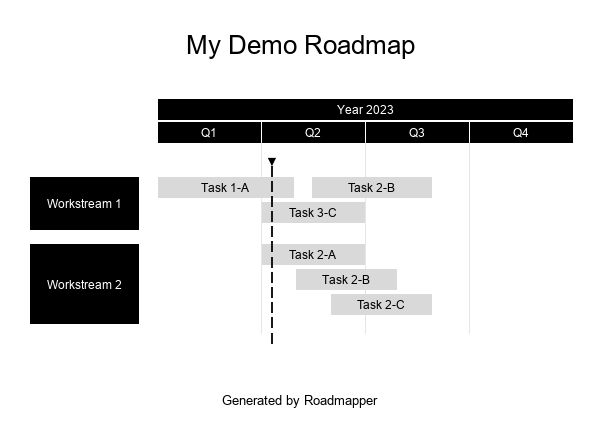 My Demo Roadmap
Year 2023
Q1 Q2 Q3 Q4
Workstream 1
Task 1-A Task 2-B
Task 3-C
Workstream 2
Task 2-A
Task 2-B
Task 2-C
Generated by Roadmapper